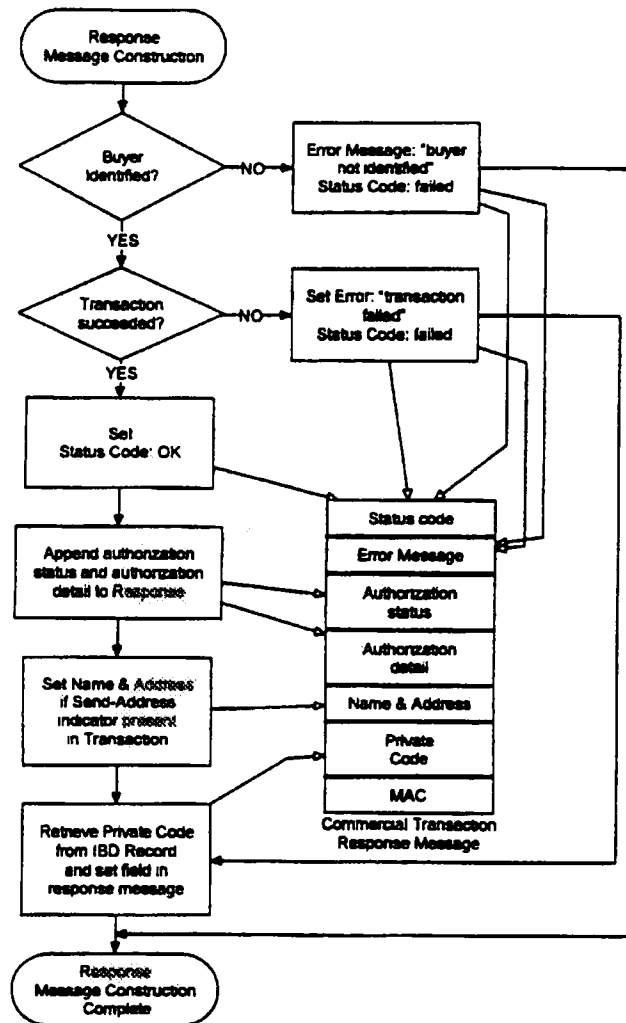 Response
Message Construction
Buyer
identified?
NO
Error Message: "buyer
not identified"
Status Code: failed
YES
Transaction
succeeded?
NO
Set Error: "transaction
failed"
Status Code: failed
YES
Set
Status Code: OK
Append authorization
status and authorization
detail to Response
Set Name & Address
if Send-Address
indicator present
in Transaction
Retrieve Private Code
from IBD Record
and set field in
response message
Response
Message Construction
Complete
Status code
Error Message
Authorization
status
Authorization
detail
Name & Address
Private
Code
MAC
Commercial Transaction
Response Message